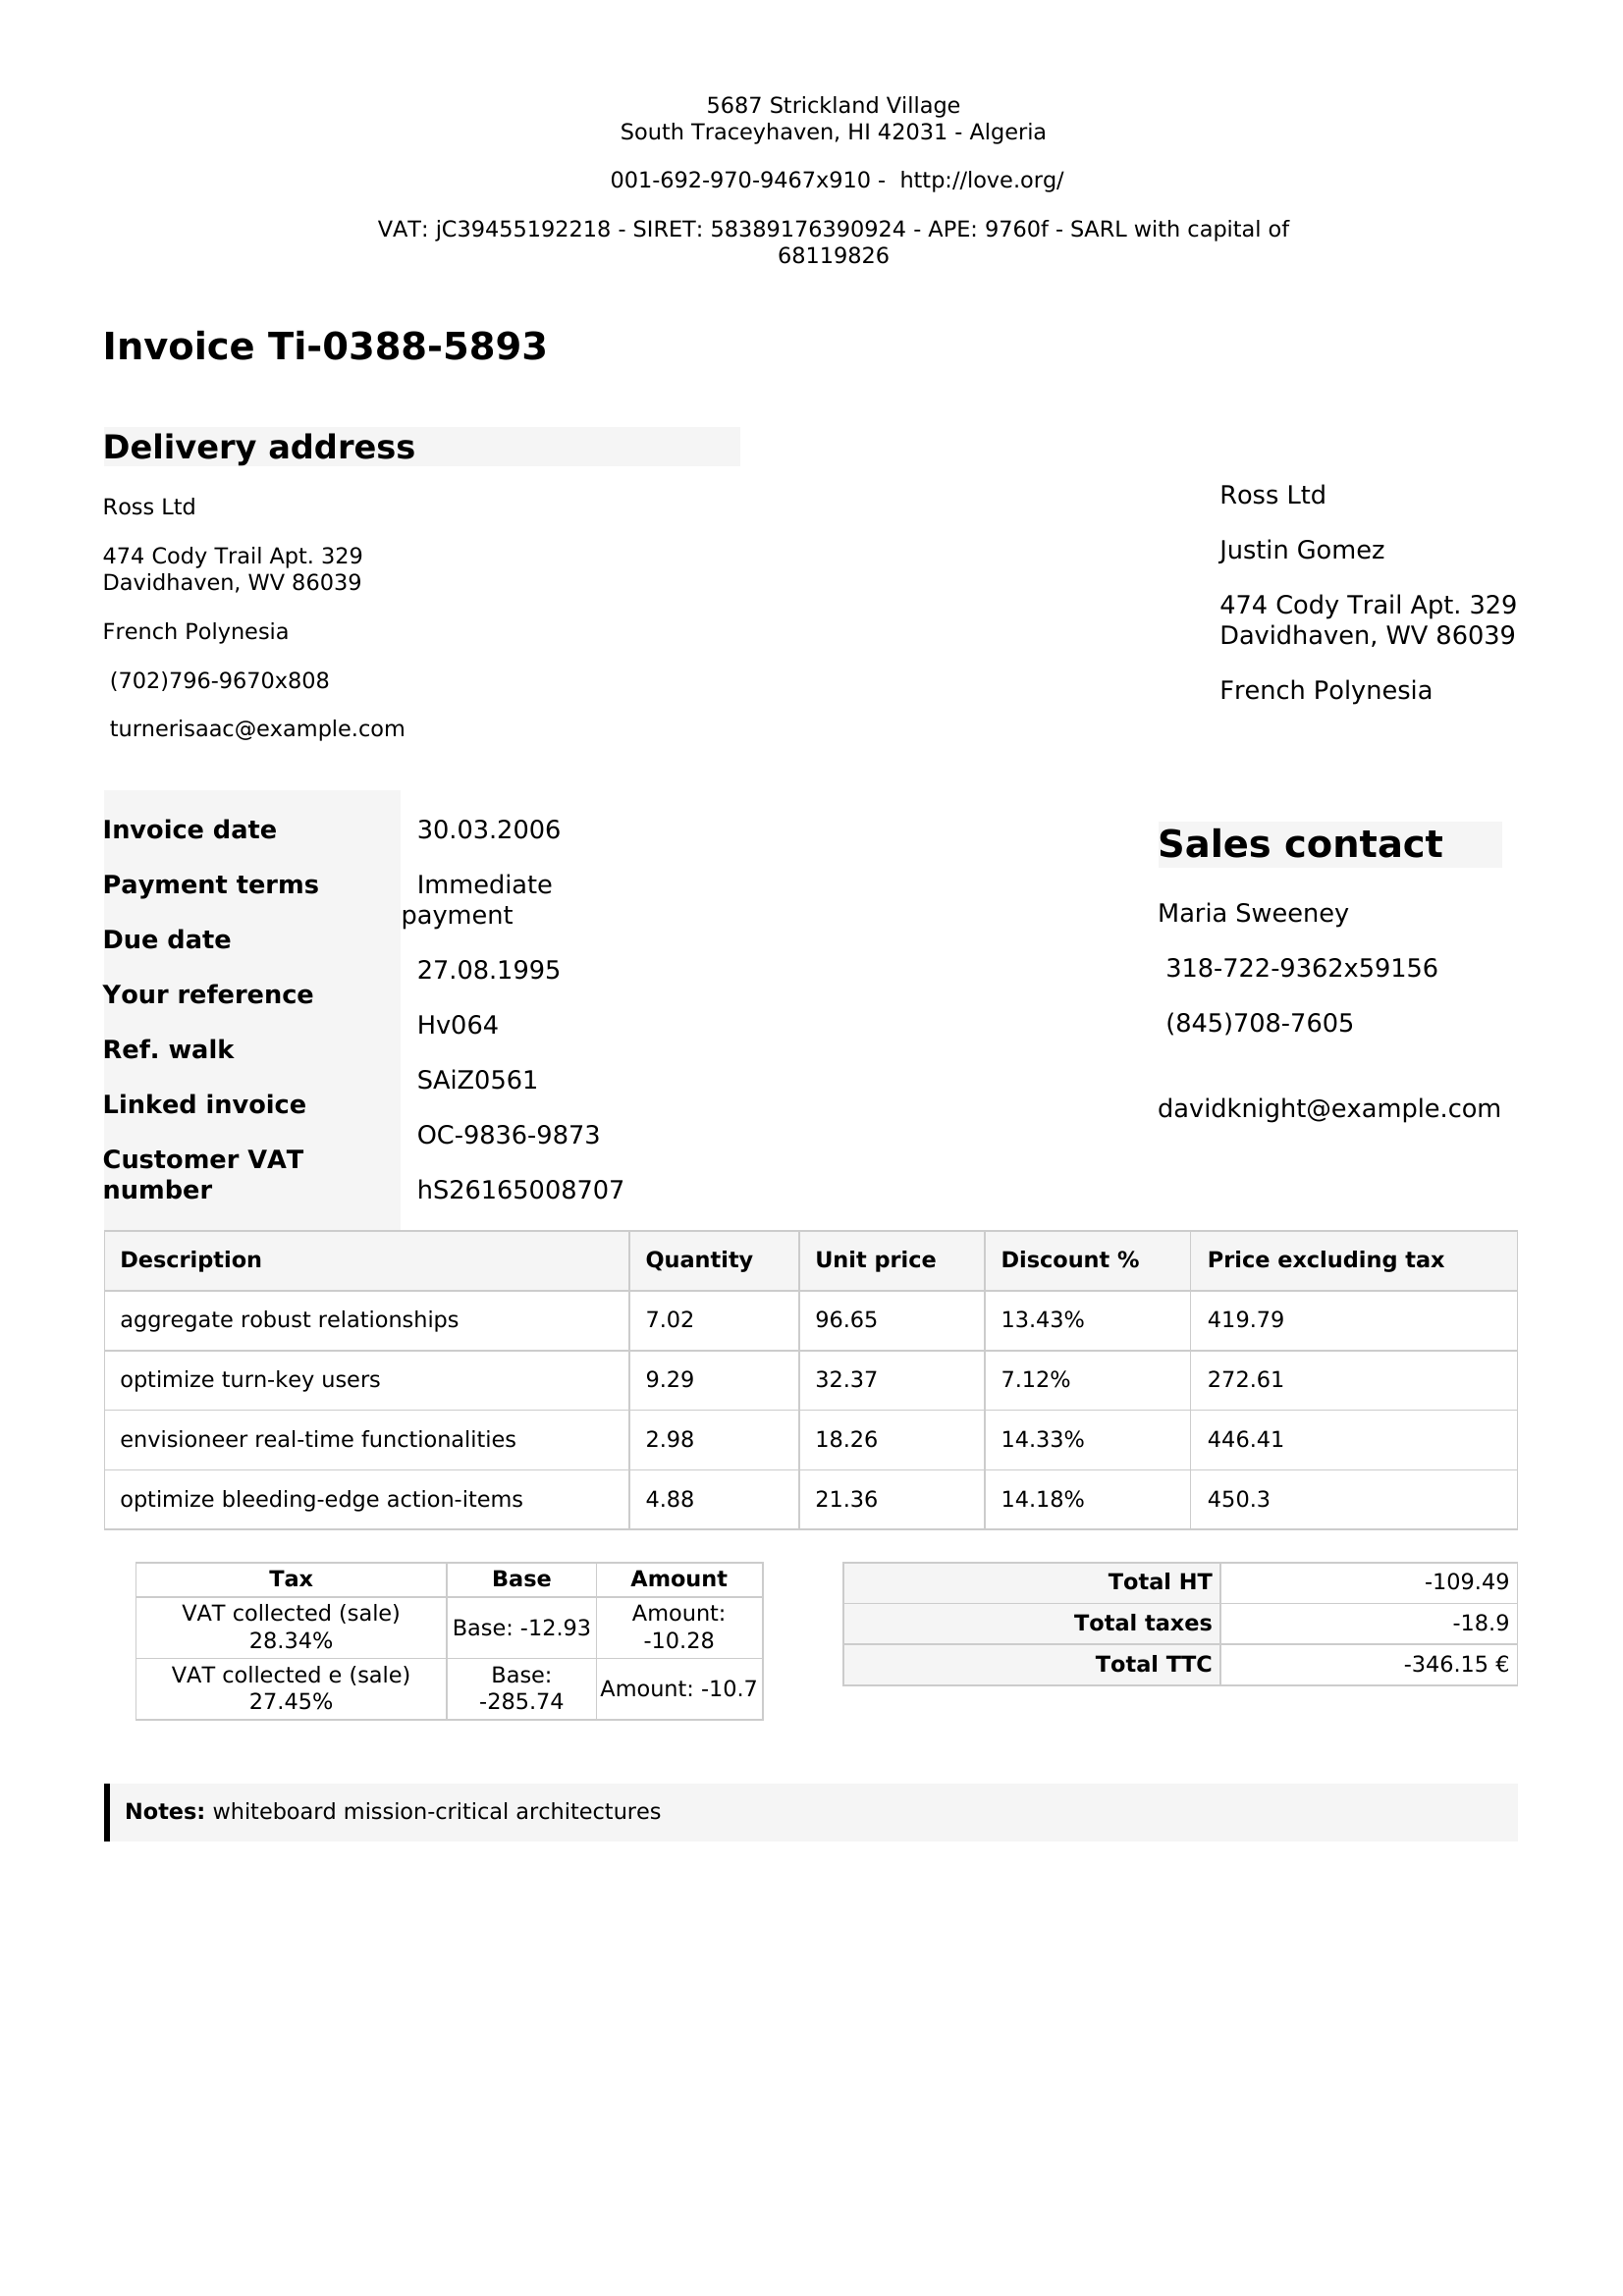 5687 Strickland Village
South Traceyhaven, HI 42031 - Algeria
001-692-970-9467x910 - http://love.org/
VAT: jC39455192218 - SIRET: 58389176390924 - APE: 9760f - SARL with capital of
68119826
Invoice Ti-0388-5893
Delivery address
Ross Ltd
474 Cody Trail Apt. 329
Davidhaven, WV 86039
French Polynesia
(702)796-9670x808
turnerisaac@example.com
Ross Ltd
Justin Gomez
474 Cody Trail Apt. 329
Davidhaven, WV 86039
French Polynesia
Invoice date
Payment terms
Due date
Your reference
Ref. walk
Linked invoice
Customer VAT
number
30.03.2006
Immediate
payment
27.08.1995
Hv064
SAiZ0561
OC-9836-9873
hS26165008707
Sales contact
Maria Sweeney
318-722-9362x59156
(845)708-7605
davidknight@example.com
Description Quantity Unit price Discount % Price excluding tax
aggregate robust relationships 7.02 96.65 13.43% 419.79
optimize turn-key users 9.29 32.37 7.12% 272.61
envisioneer real-time functionalities 2.98 18.26 14.33% 446.41
optimize bleeding-edge action-items 4.88 21.36 14.18% 450.3
Tax Base Amount
VAT collected (sale)
28.34%
Base: -12.93
Amount:
-10.28
VAT collected e (sale)
27.45%
Base:
-285.74
Amount: -10.7
Total HT -109.49
Total taxes -18.9
Total TTC -346.15 €
Notes: whiteboard mission-critical architectures